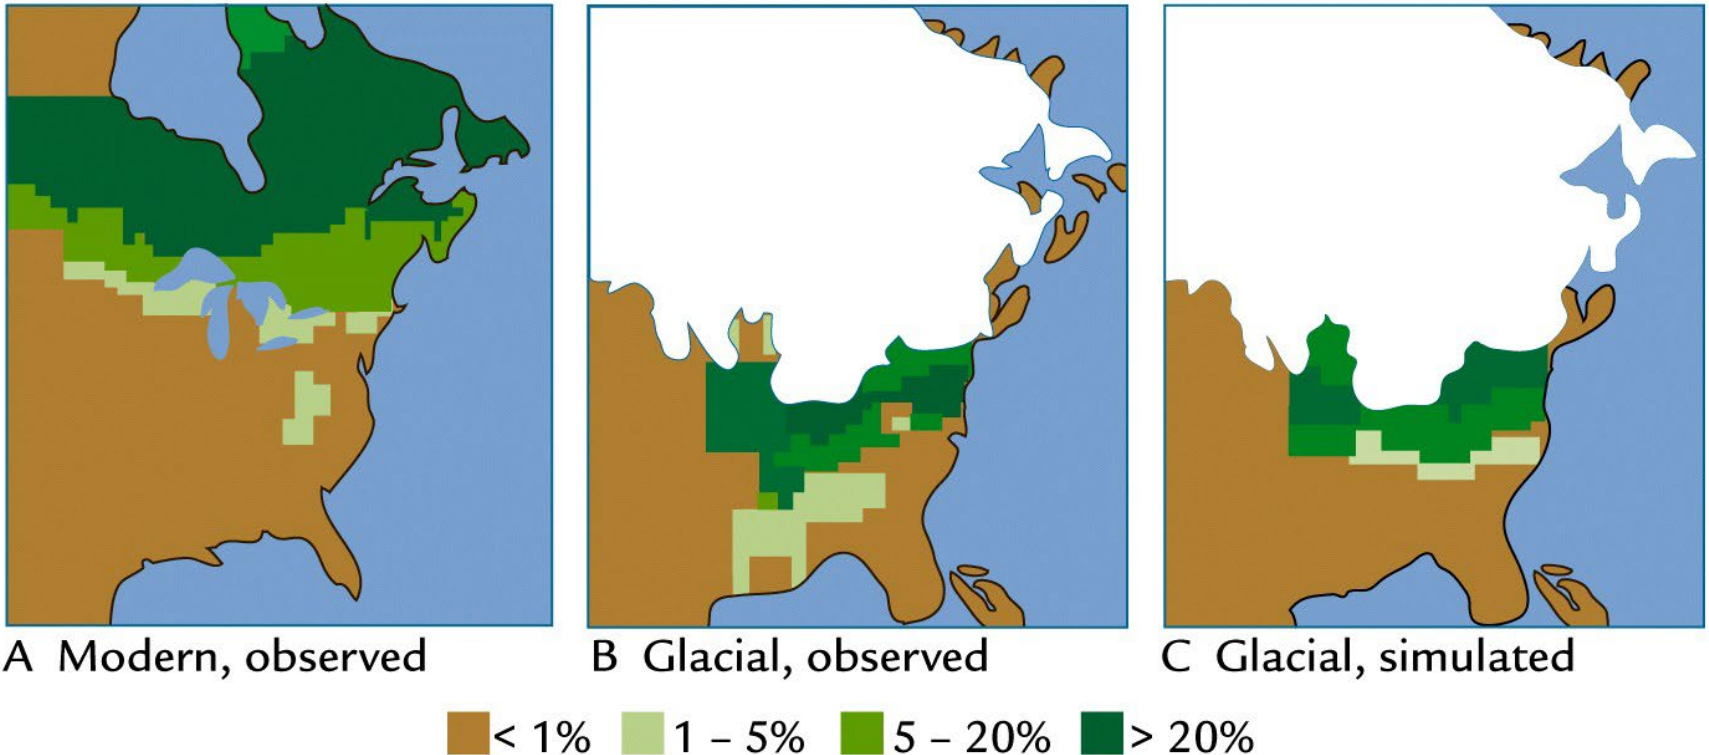 A Modern, observed
B Glacial, observed
C Glacial, simulated
< 1% 1 – 5% 5 – 20% > 20%